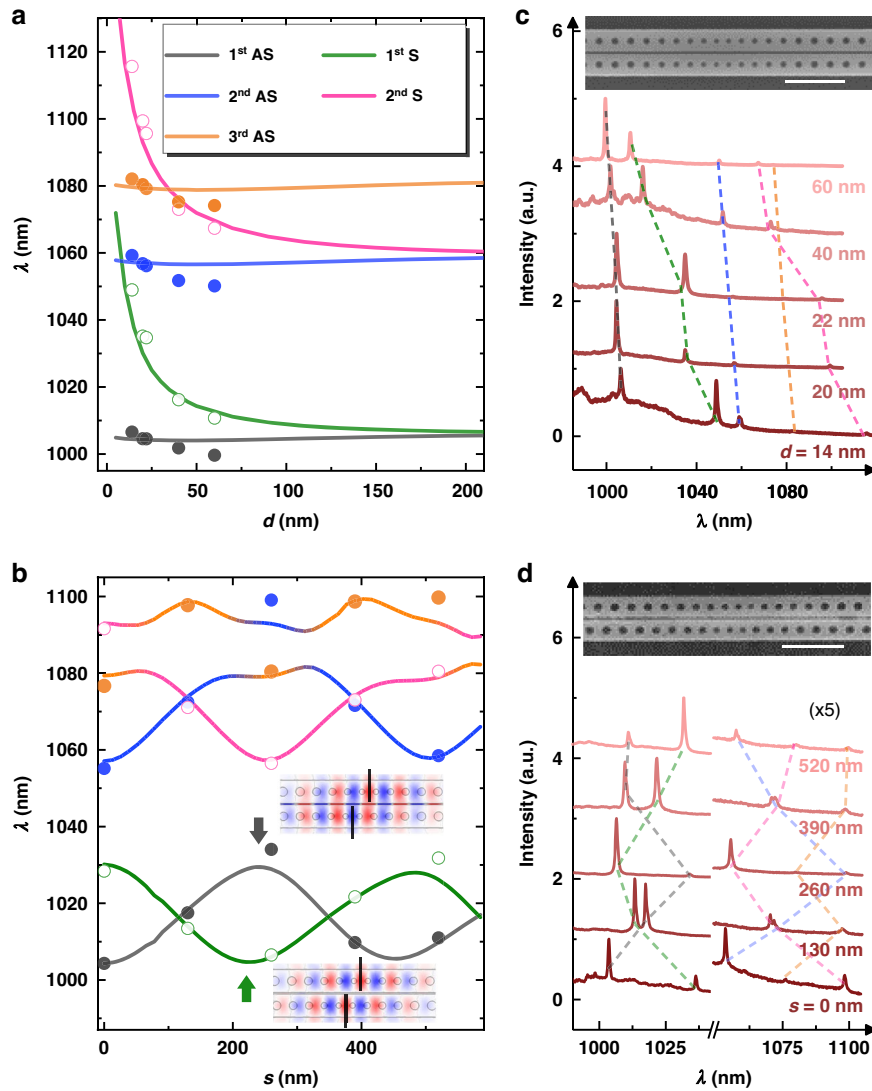 a
1120
1100
1080
1060
1040
1020
1000
λ (nm)
0 50 100 150 200
d (nm)
1st AS
2nd AS
3rd AS
1st S
2nd S
c
6
4
2
0
Intensity (a.u.)
60 nm
40 nm
22 nm
20 nm
d = 14 nm
1000 1040 1080
λ (nm)
b
1100
1080
1060
1040
1020
1000
λ (nm)
0 200 400
s (nm)
d
6
4
2
0
Intensity (a.u.)
(x5)
520 nm
390 nm
260 nm
130 nm
s = 0 nm
1000 1025 1075 1100
λ (nm)